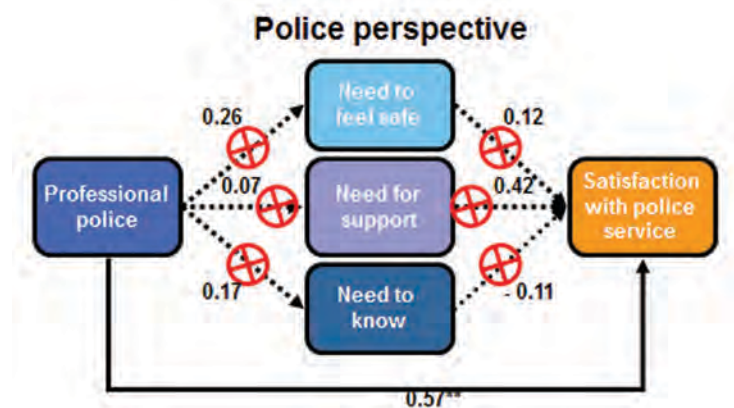 Police perspective
Need to
feel safe
0.26
0.12
Professional
police
0.07
Need for
support
0.42
Satisfaction
with police
service
0.17
Need to
know
- 0.11
0.57**